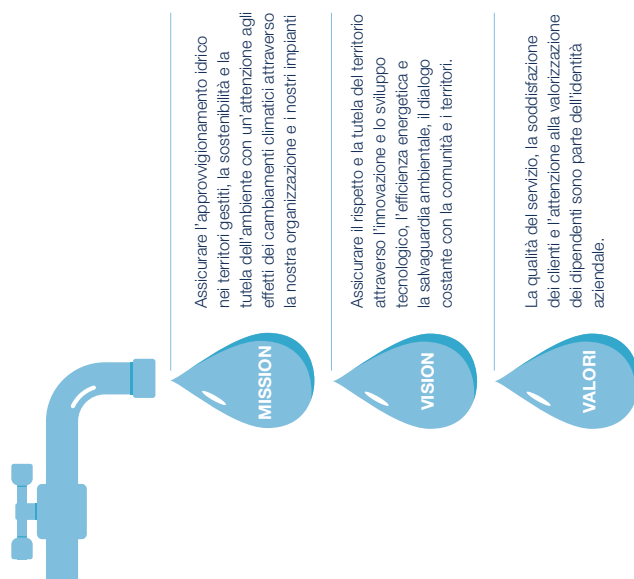 MISSION
Assicurare l'approvvigionamento idrico
nei territori gestiti, la sostenibilità e la
tutela dell'ambiente con un'attenzione agli
effetti dei cambiamenti climatici attraverso
la nostra organizzazione e i nostri impianti
VISION
Assicurare il rispetto e la tutela del territorio
attraverso l'innovazione e lo sviluppo
tecnologico, l'efficienza energetica e
la salvaguardia ambientale, il dialogo
costante con la comunità e i territori.
VALORI
La qualità del servizio, la soddisfazione
dei clienti e l'attenzione alla valorizzazione
dei dipendenti sono parte dell'identità
aziendale.